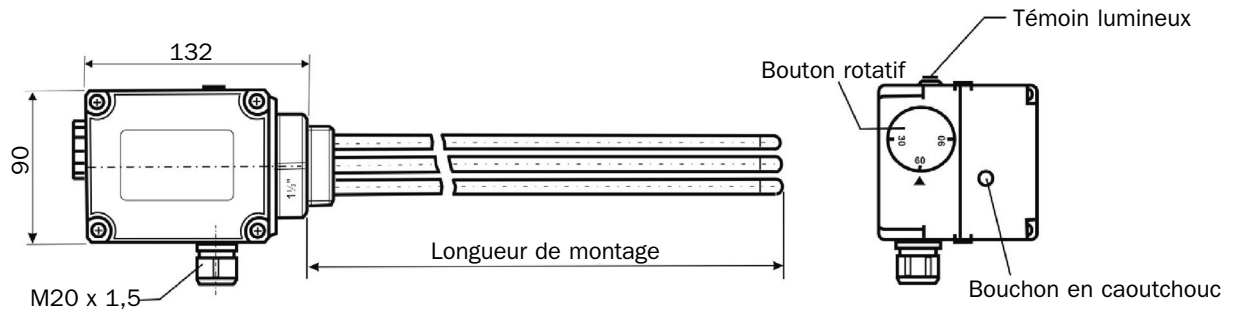 132
90
1½"
Longueur de montage
M20 x 1,5
Témoin lumineux
Bouton rotatif
30
60
90
Bouchon en caoutchouc